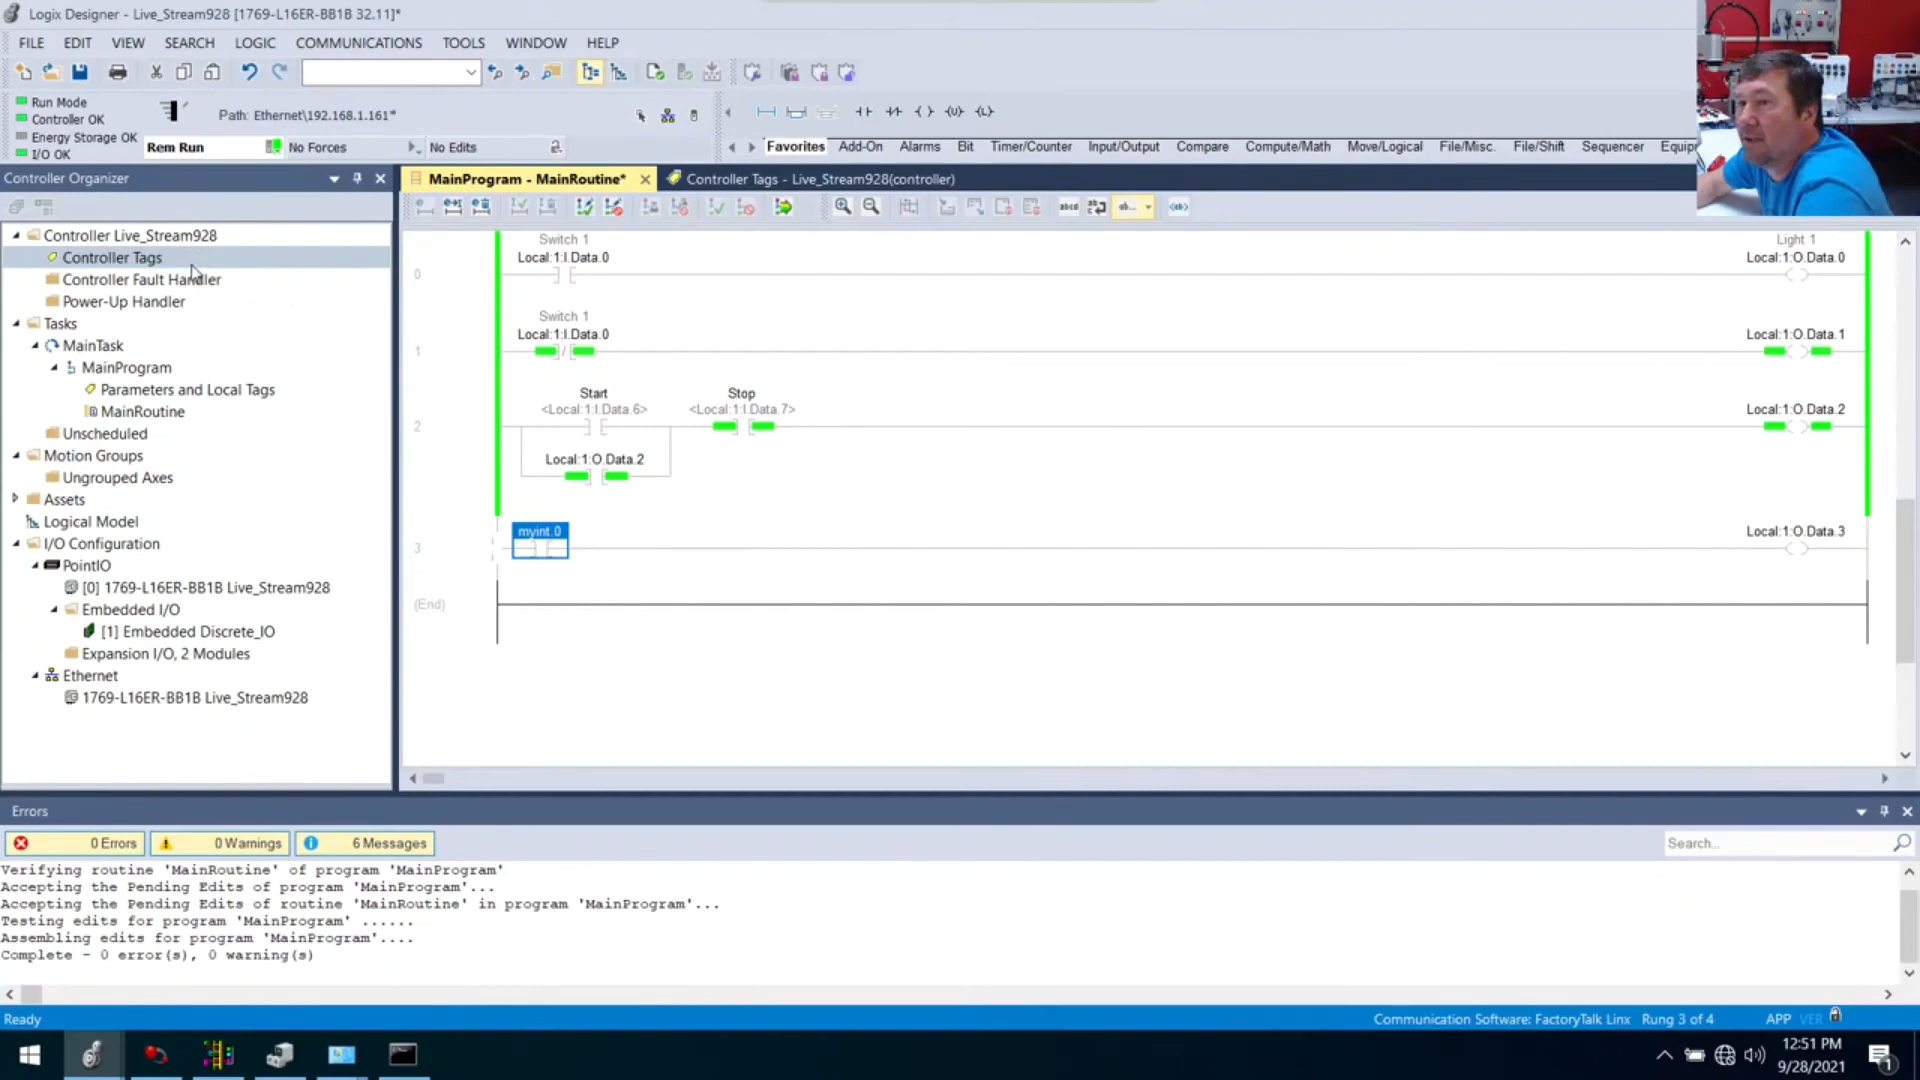 Logix Designer - Live_Stream928 [1769-L16ER-BB1B 32.11]*
FILE EDIT VIEW SEARCH LOGIC COMMUNICATIONS TOOLS WINDOW HELP
Run Mode
Controller OK
Energy Storage OK
I/O OK
Path: Ethernet\192.168.1.161*
Rem Run No Forces No Edits
Favorites Add-On Alarms Bit Timer/Counter Input/Output Compare Compute/Math Move/Logical File/Misc. File/Shift Sequencer Equip
Controller Organizer
Controller Live_Stream928
Controller Tags
Controller Fault Handler
Power-Up Handler
Tasks
MainTask
MainProgram
Parameters and Local Tags
MainRoutine
Unscheduled
Motion Groups
Ungrouped Axes
Assets
Logical Model
I/O Configuration
PointIO
[0] 1769-L16ER-BB1B Live_Stream928
Embedded I/O
[1] Embedded Discrete_IO
Expansion I/O, 2 Modules
Ethernet
1769-L16ER-BB1B Live_Stream928
MainProgram - MainRoutine*
Controller Tags - Live_Stream928(controller)
Switch 1
Local:1:I.Data.0
Light 1
Local:1:O.Data.0
0
Switch 1
Local:1:I.Data.0
Local:1:O.Data.1
1
Start
<Local:1:I.Data.6>
Stop
<Local:1:I.Data.7>
Local:1:O.Data.2
2
Local:1:O.Data.2
myint.0
Local:1:O.Data.3
3
(End)
Errors
0 Errors
0 Warnings
6 Messages
Search...
Verifying routine 'MainRoutine' of program 'MainProgram'
Accepting the Pending Edits of program 'MainProgram'...
Accepting the Pending Edits of routine 'MainRoutine' in program 'MainProgram'...
Testing edits for program 'MainProgram' ......
Assembling edits for program 'MainProgram'....
Complete - 0 error(s), 0 warning(s)
Ready
Communication Software: FactoryTalk Linx Rung 3 of 4 APP VER
12:51 PM
9/28/2021
1